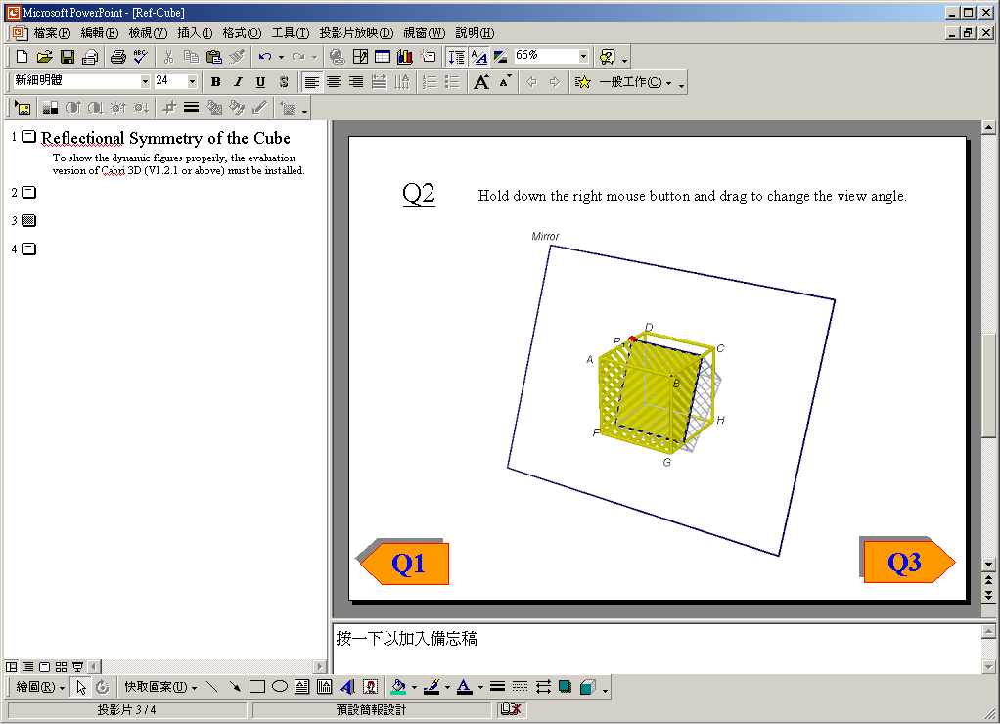 Microsoft PowerPoint - [Ref-Cube]
檔案(F) 編輯(E) 檢視(V) 插入(I) 格式(O) 工具(T) 投影片放映(D) 視窗(W) 說明(H)
ABC 66%
新細明體 24 B I U S A A 一般工作(C)
1 Reflectional Symmetry of the Cube
To show the dynamic figures properly, the evaluation
version of Cabri 3D (V1.2.1 or above) must be installed.
2
3
4
Q2 Hold down the right mouse button and drag to change the view angle.
Mirror
D
P
C
A
B
H
F
G
Q1 Q3
按一下以加入備忘稿
繪圖(R) 快取圖案(U) A A
投影片 3 / 4 預設簡報設計